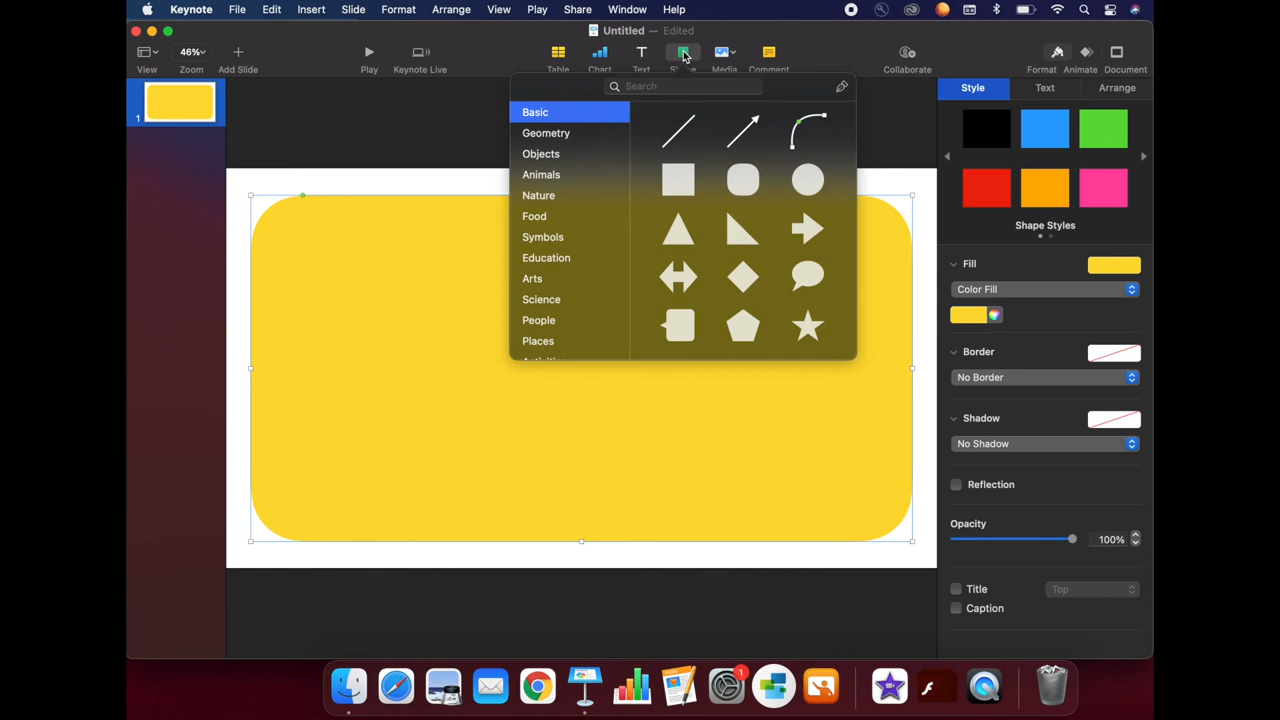 Keynote File Edit Insert Slide Format Arrange View Play Share Window Help
Untitled — Edited
46%
View Zoom Add Slide Play Keynote Live Table Chart Text Shape Media Comment Collaborate Format Animate Document
Search
Style Text Arrange
1
Basic
Geometry
Objects
Animals
Nature
Food
Symbols
Education
Arts
Science
People
Places
Activities
Shape Styles
Fill
Color Fill
Border
No Border
Shadow
No Shadow
Reflection
Opacity
100%
Title Top
Caption
1